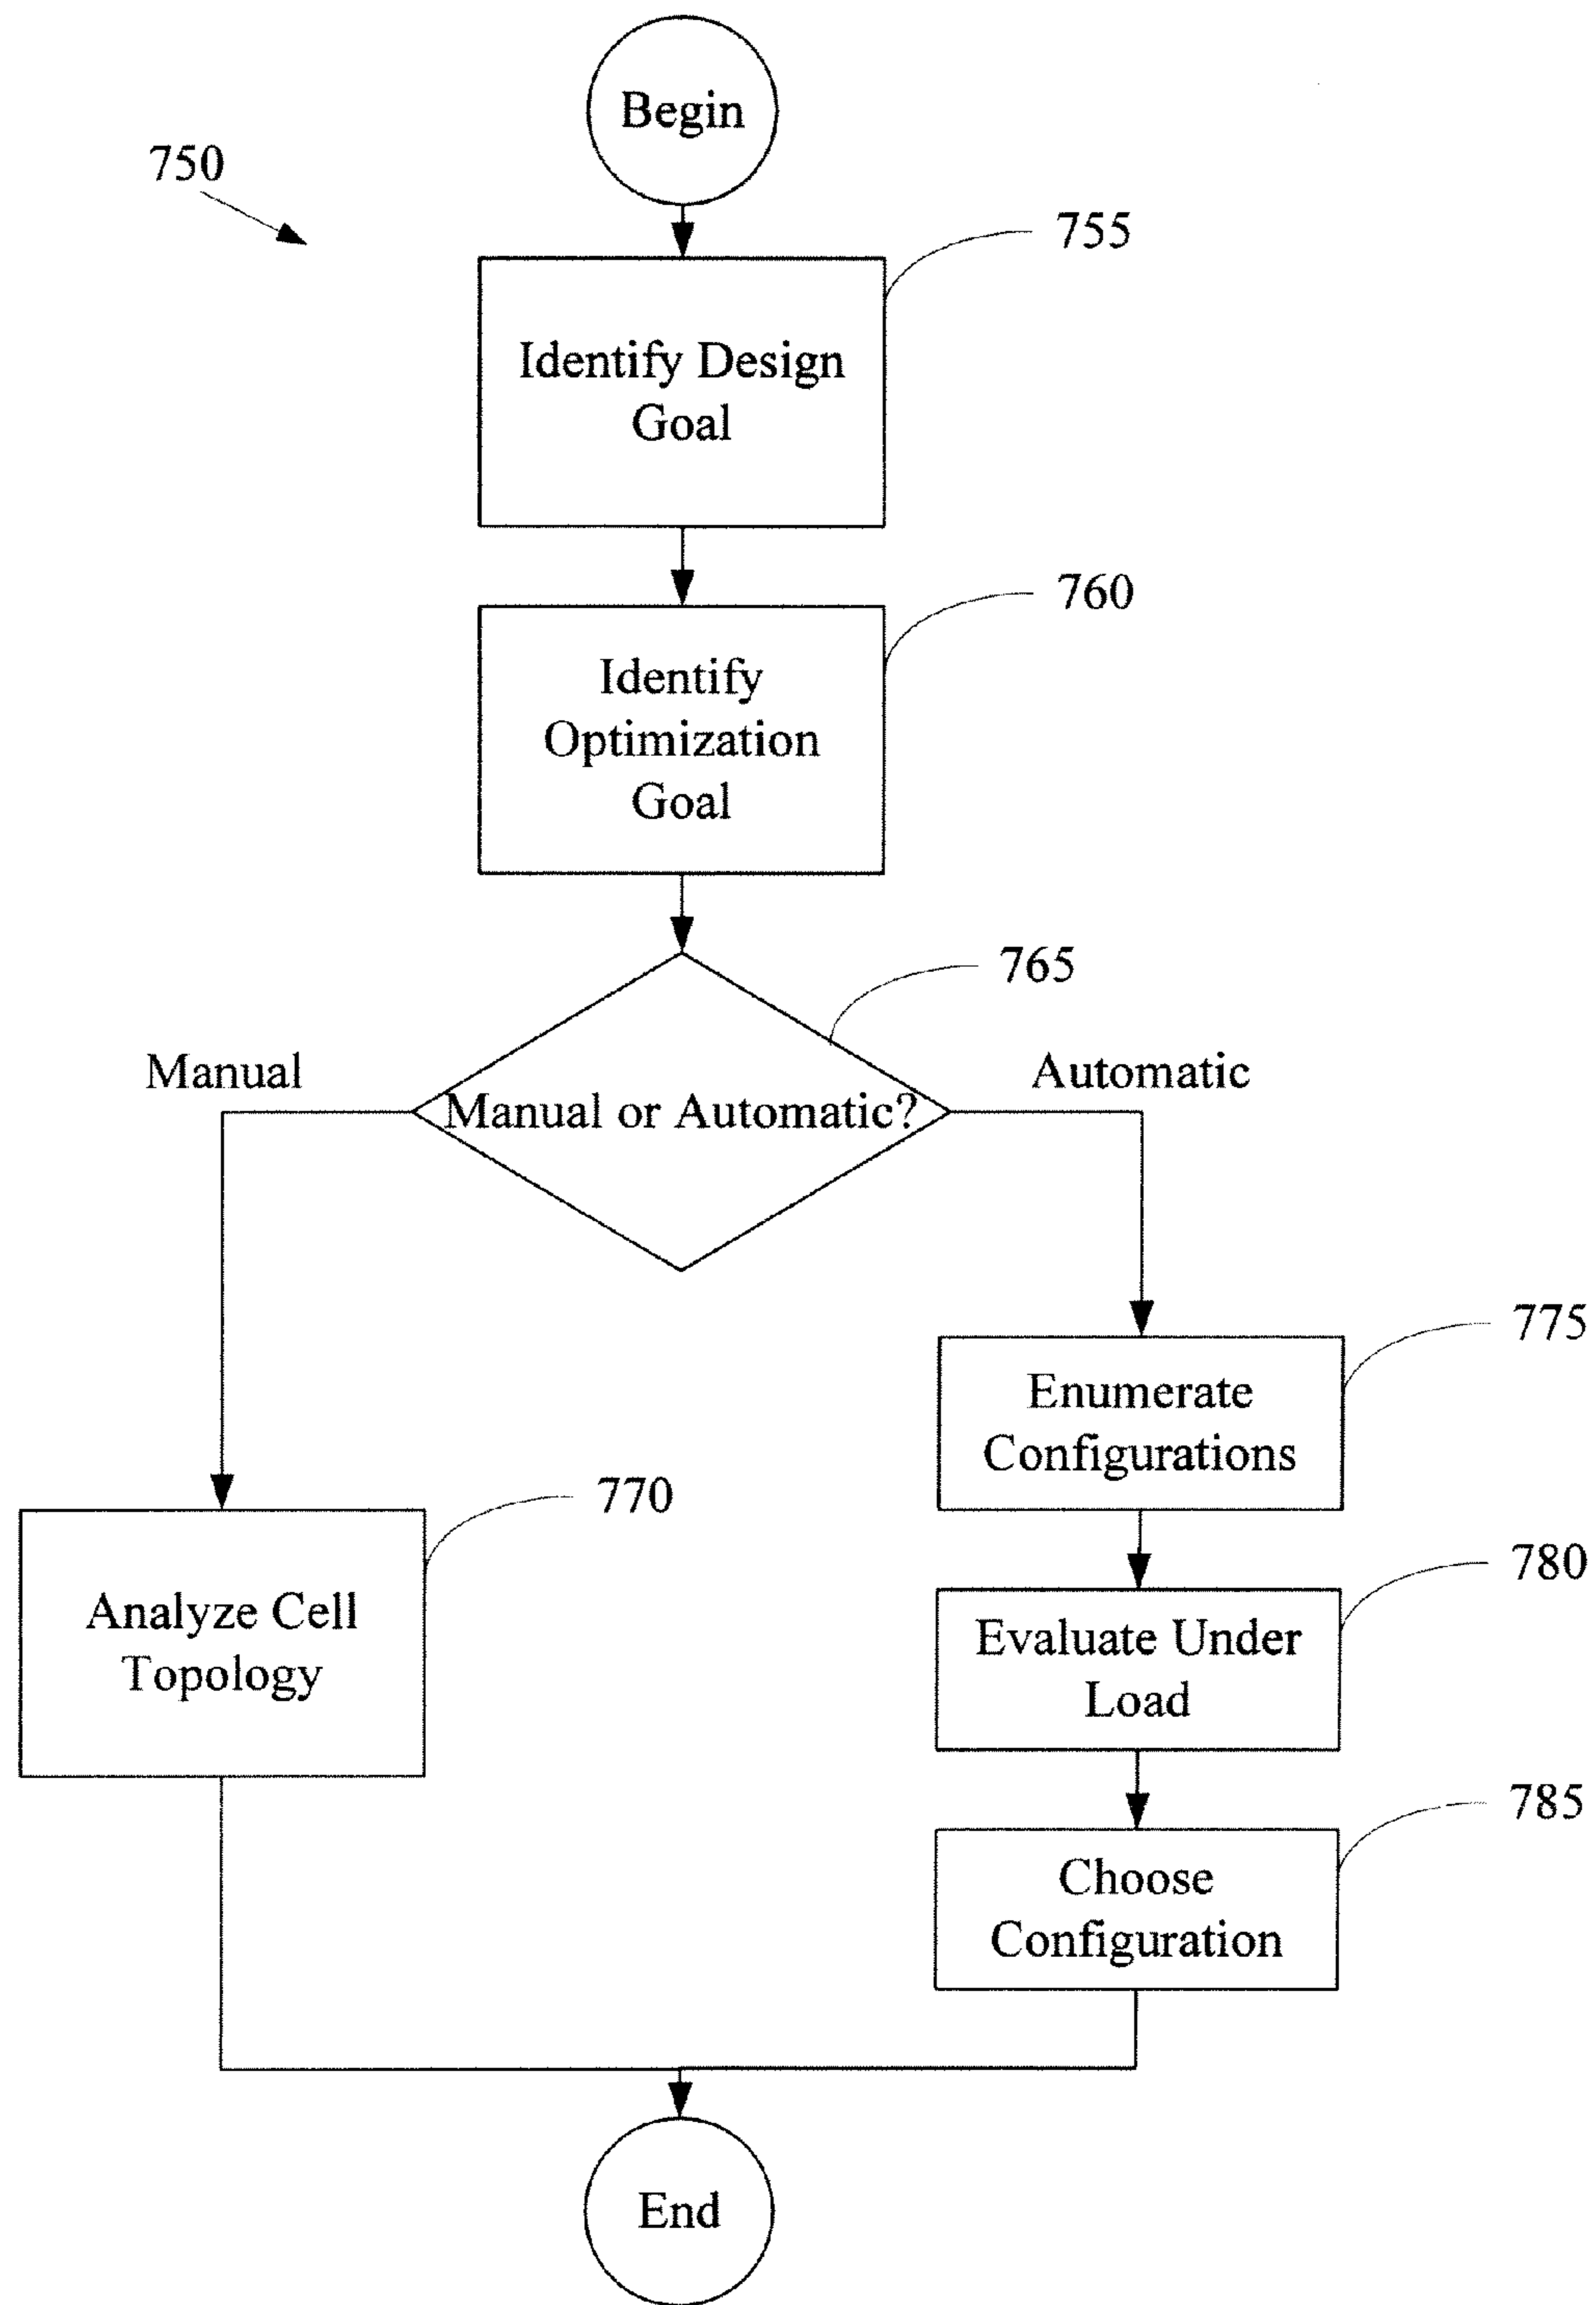 Begin
750
755
Identify Design
Goal
760
Identify
Optimization
Goal
765
Manual
Automatic
Manual or Automatic?
775
Enumerate
Configurations
770
Analyze Cell
Topology
780
Evaluate Under
Load
785
Choose
Configuration
End